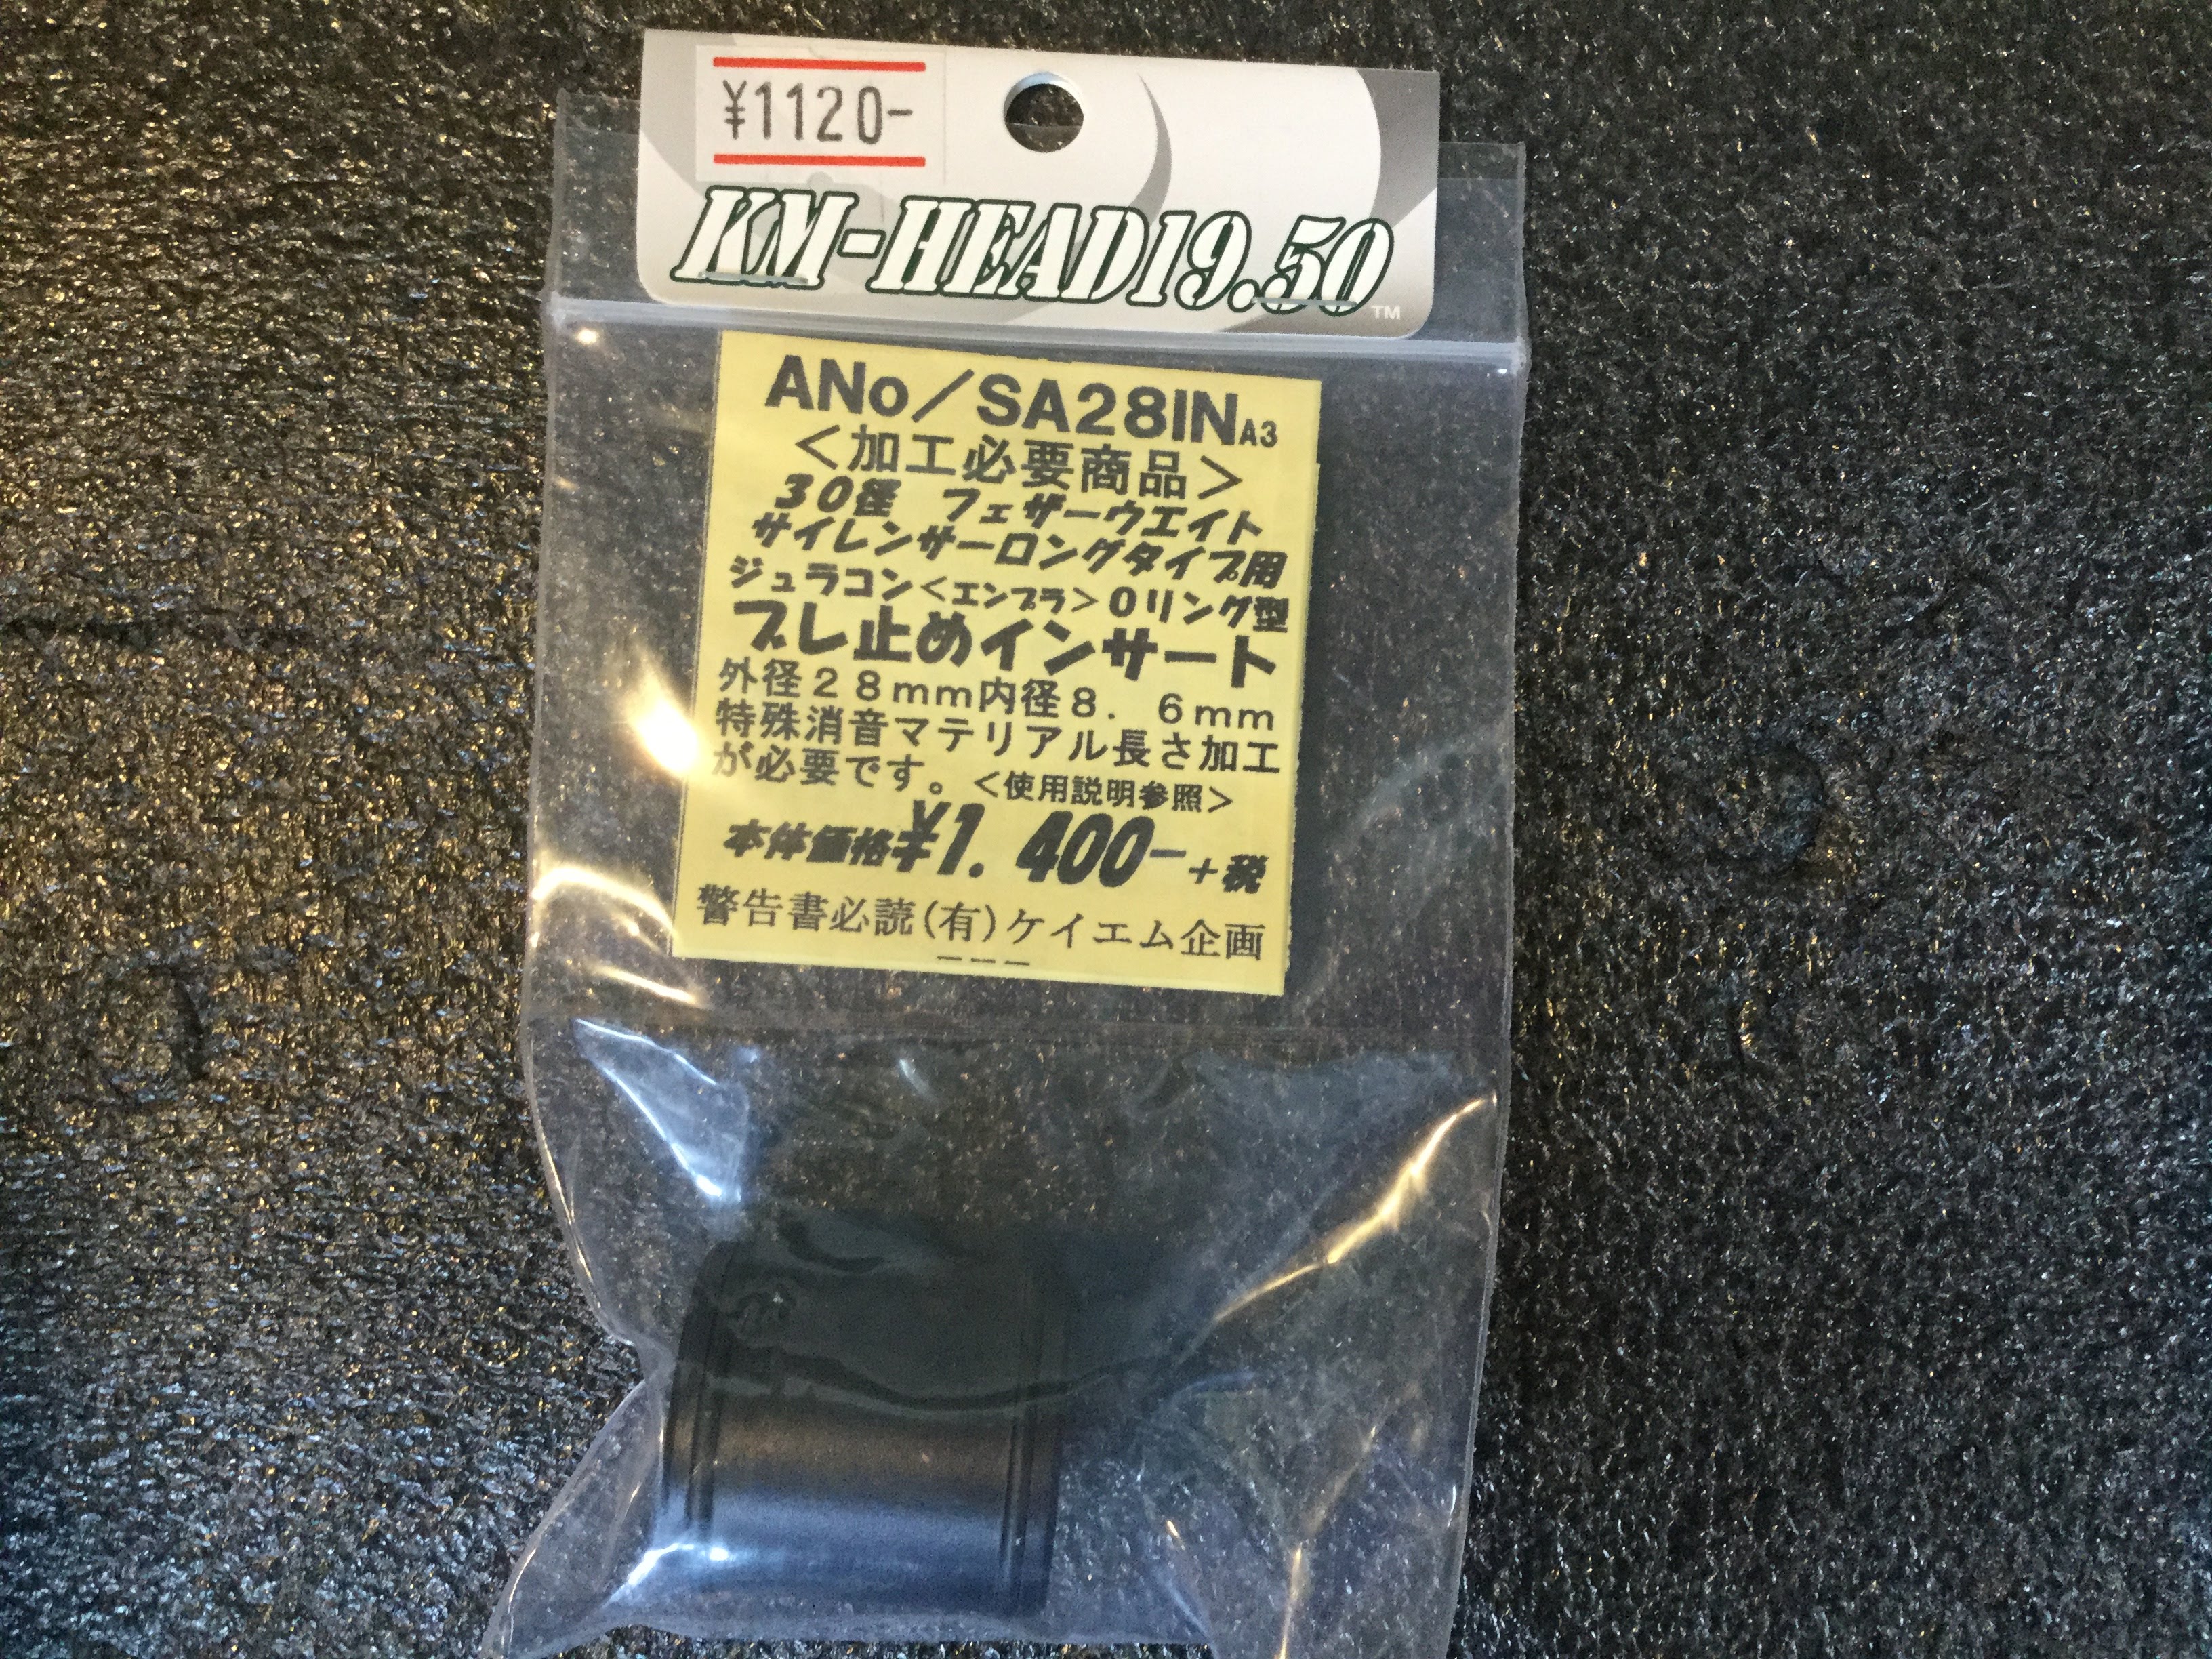 ¥1120-
KM-HEAD19.50™
ANo／SA28INA3
＜加工必要商品＞
30径　フェザーウエイト
サイレンサーロングタイプ用
ジュラコン＜エンプラ＞Oリング型
ブレ止めインサート
外径２８ｍｍ内径８．６ｍｍ
特殊消音マテリアル長さ加工
が必要です。＜使用説明参照＞
本体価格¥1.400-＋税
警告書必読(有)ケイエム企画